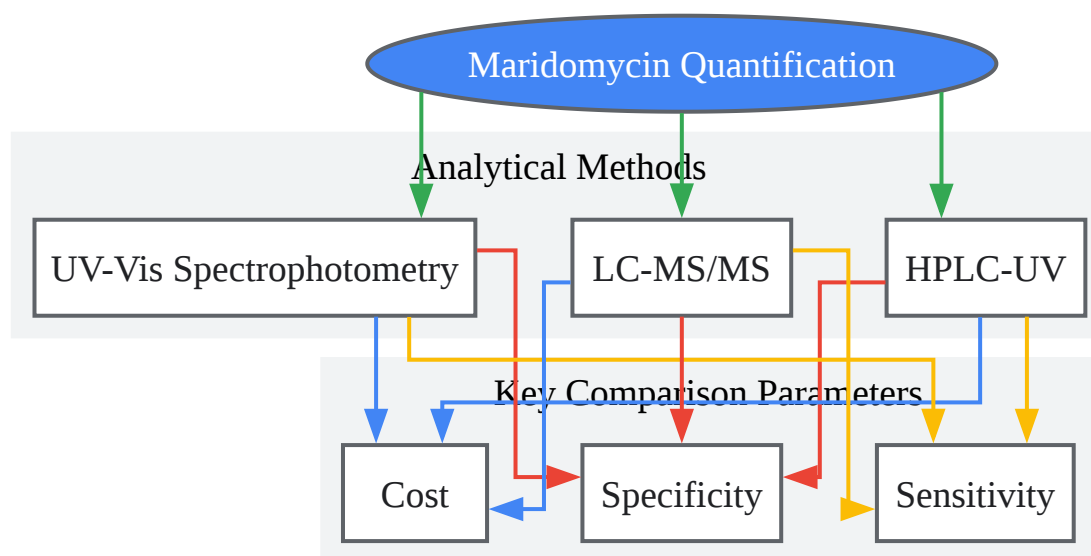 Maridomycin Quantification
Analytical Methods
UV-Vis Spectrophotometry
LC-MS/MS
HPLC-UV
Key Comparison Parameters
Cost
Specificity
Sensitivity